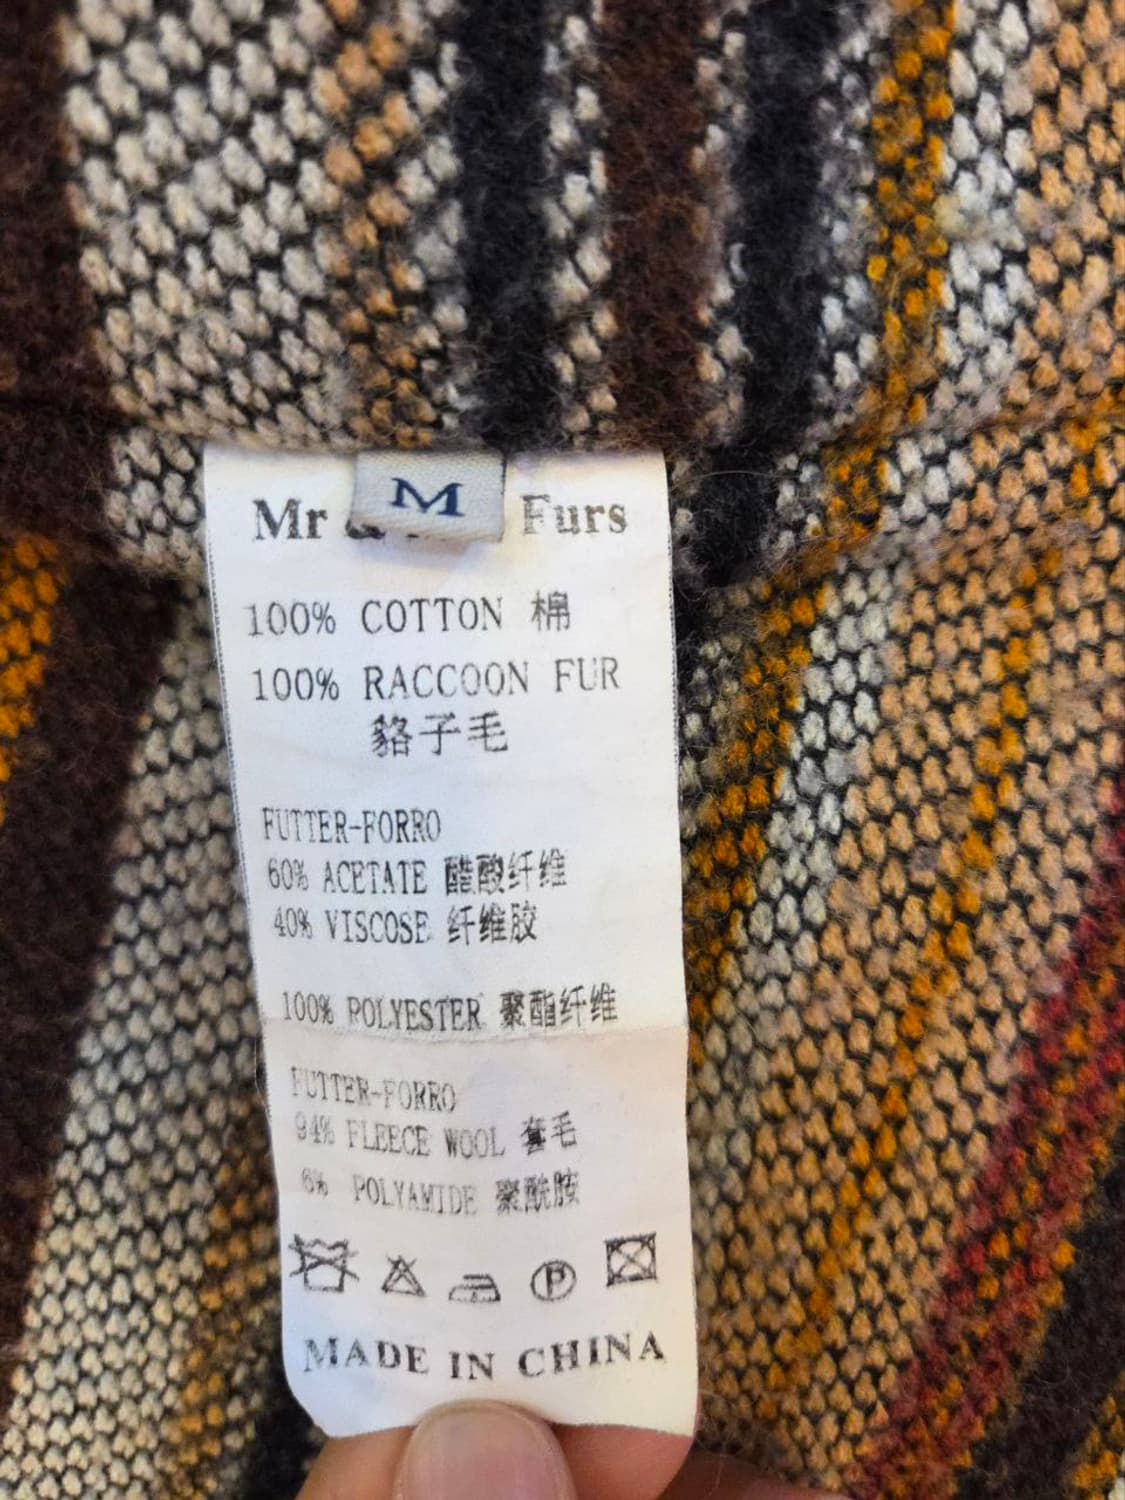 M
Mr & Furs
100% COTTON 棉
100% RACCOON FUR
貉子毛
FUTTER-FORRO
60% ACETATE 醋酸纤维
40% VISCOSE 纤维胶
100% POLYESTER 聚酯纤维
FUTTER-FORRO
94% FLEECE WOOL 套毛
6% POLYAMIDE 聚酰胺
P
MADE IN CHINA